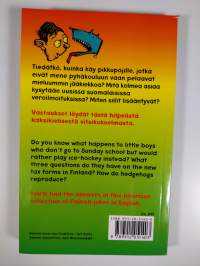 Tiedätkö, kuinka käy pikkupojille, jotka
eivät mene pyhäkouluun vaan pelaavat
mieluummin jääkiekkoa? Mitä kolmea asiaa
kysytään uusissa suomalaisissa
verolmoituksissa? Miten siilit lisääntyvät?
Vastaukset löydät tästä hilpeästä
kaksikielisestä vitsikokoelmasta.
Do you know what happens to little boys
who don't go to Sunday school but would
rather play ice-hockey instead? What
three questions do they have on the new
tax forms in Finland? How do hedgehogs
reproduce?
You'll find the answers in this hilarious
collection of Finnish jokes in English.